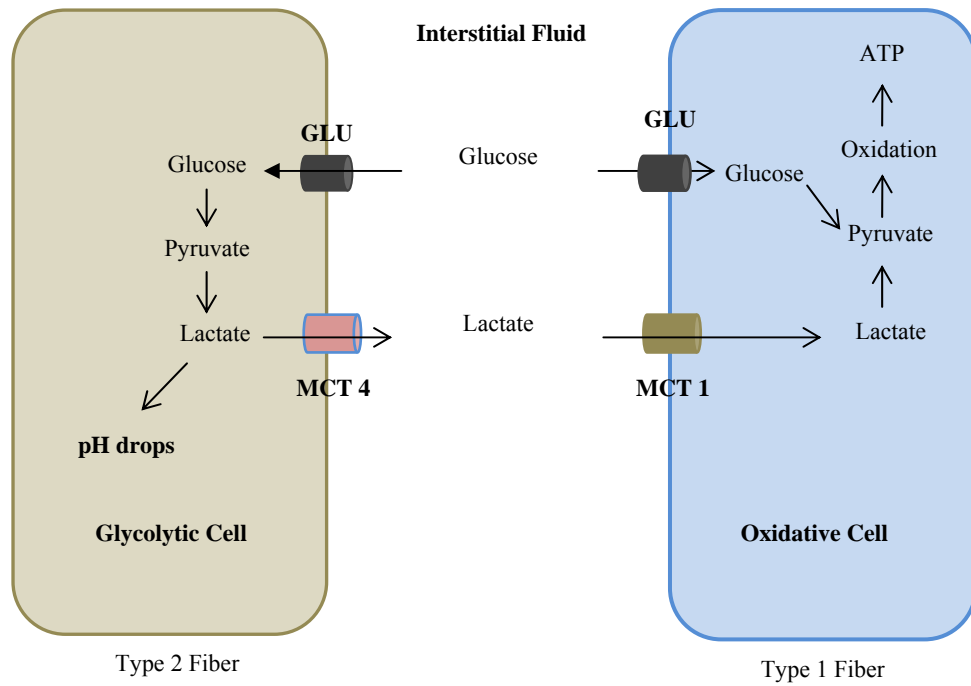 Interstitial Fluid
ATP
GLU
GLU
Oxidation
Glucose
Glucose
Glucose
Pyruvate
Pyruvate
Lactate
Lactate
Lactate
MCT 4
MCT 1
pH drops
Glycolytic Cell
Oxidative Cell
Type 2 Fiber
Type 1 Fiber